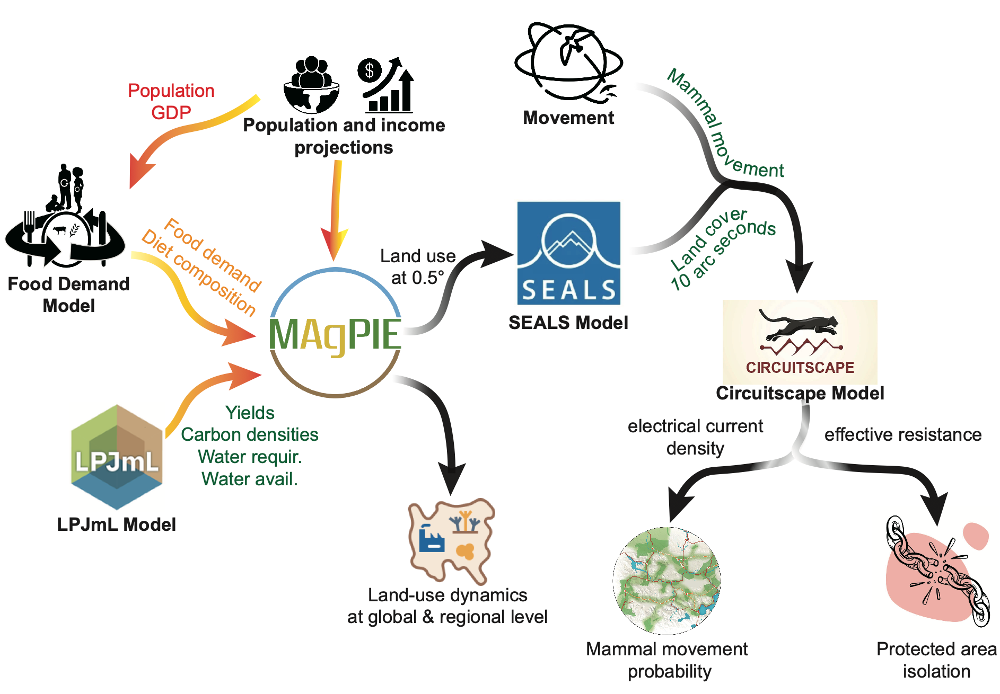 Population
GDP
$
Population and income
projections
Movement
Mammal movement
Food demand
Diet composition
Food Demand
Model
Land use
at 0.5°
SEALS
SEALS Model
Land cover
10 arc seconds
MAgPIE
CIRCUITSCAPE
Circuitscape Model
Yields
Carbon densities
Water requir.
Water avail.
LPJmL
LPJmL Model
electrical current
density
effective resistance
Land-use dynamics
at global & regional level
Mammal movement
probability
Protected area
isolation